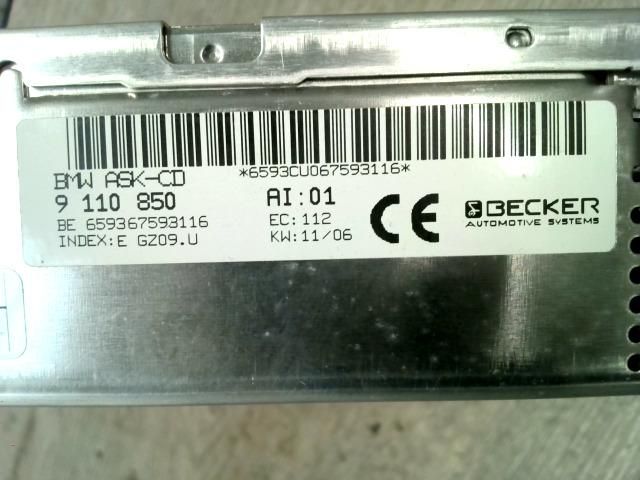 *6593CU067593116*
BMW ASK-CD
9 110 850 AI:01
BE 659367593116 EC:112
INDEX:E GZ09.U KW:11/06
CE
BECKER
AUTOMOTIVE SYSTEMS